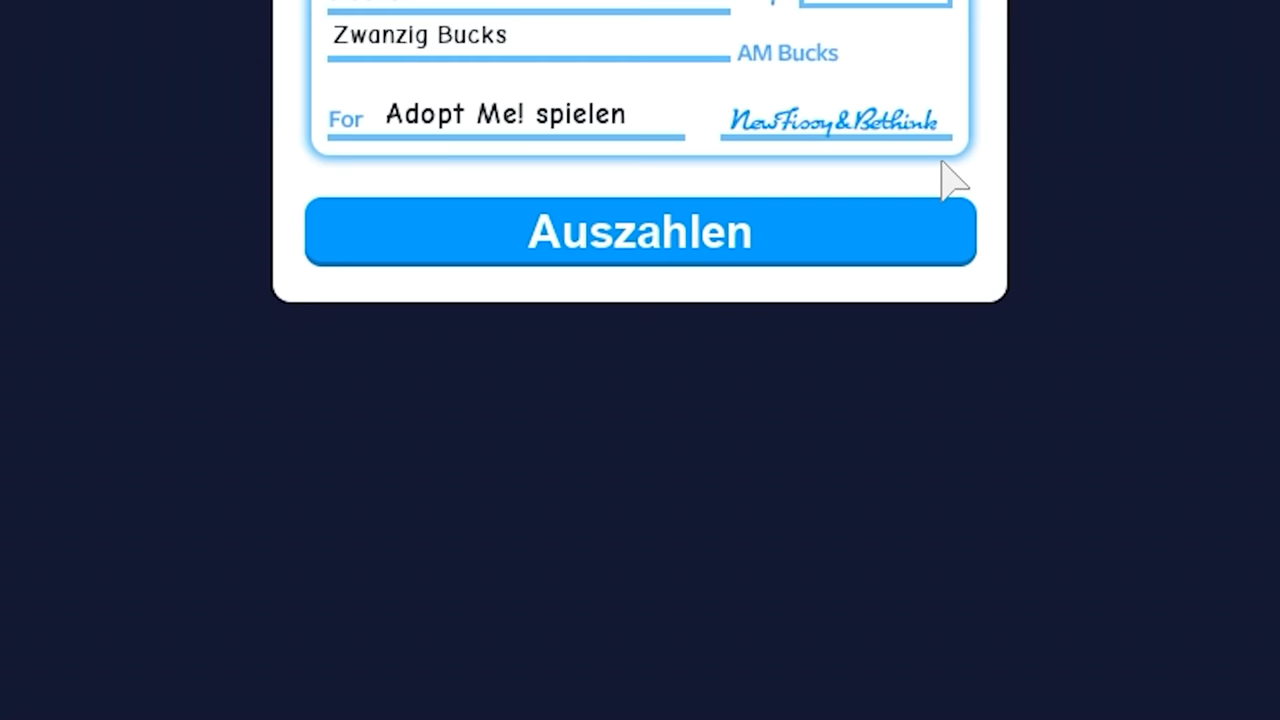 Zwanzig Bucks
AM Bucks
For Adopt Me! spielen
NewFissy & Bethink
Auszahlen